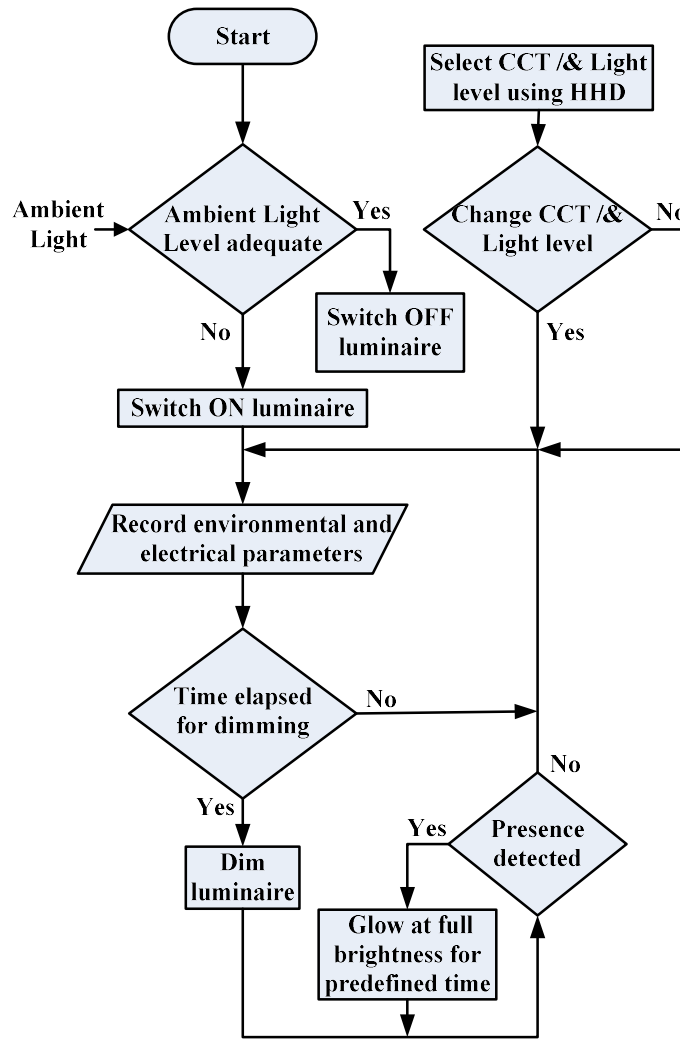 Start
Select CCT /& Light
level using HHD
Ambient
Light
Ambient Light
Level adequate
Yes
Change CCT /&
Light level
No
Switch OFF
luminaire
No
Yes
Switch ON luminaire
Record environmental and
electrical parameters
Time elapsed
for dimming
No
No
Yes
Yes
Presence
detected
Dim
luminaire
Glow at full
brightness for
predefined time